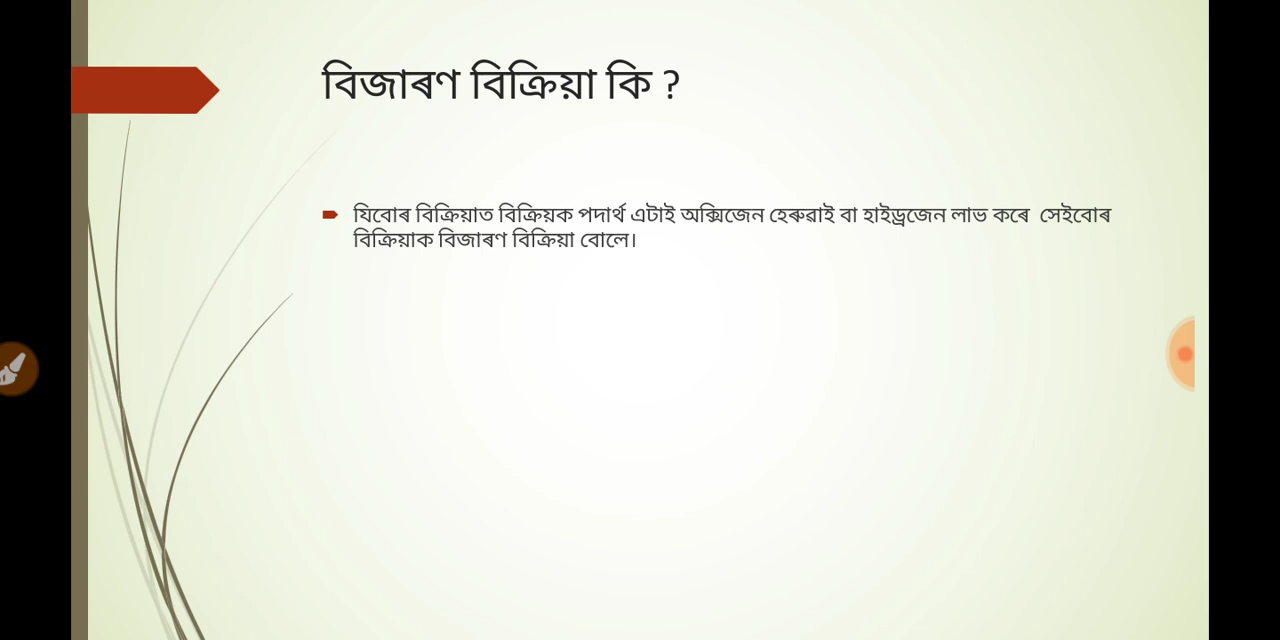 বিজাৰণ বিক্ৰিয়া কি ?
যিবোৰ বিক্ৰিয়াত বিক্ৰিয়ক পদাৰ্থ এটাই অক্সিজেন হেৰুৱাই বা হাইড্ৰজেন লাভ কৰে সেইবোৰ
বিক্ৰিয়াক বিজাৰণ বিক্ৰিয়া বোলে।